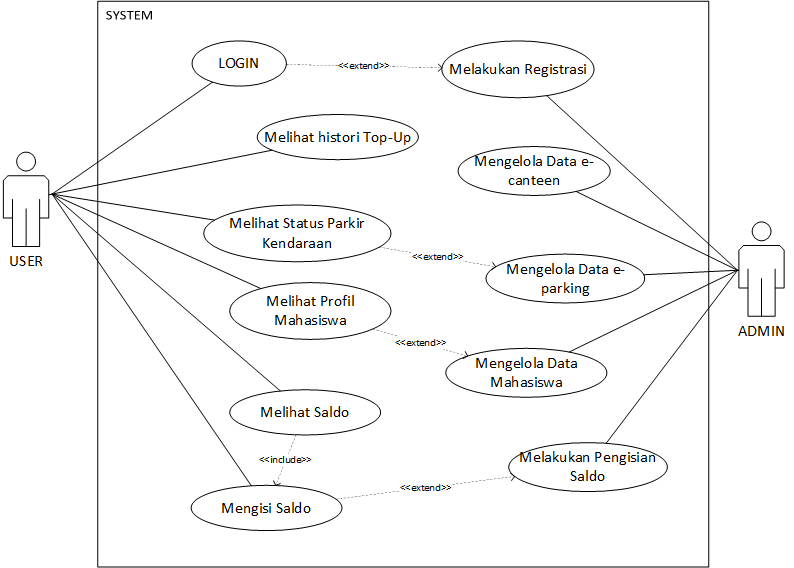 SYSTEM
LOGIN
<<extend>>
Melakukan Registrasi
Melihat histori Top-Up
Mengelola Data e-
canteen
USER
Melihat Status Parkir
Kendaraan
<<extend>>
Mengelola Data e-
parking
ADMIN
Melihat Profil
Mahasiswa
<<extend>>
Mengelola Data
Mahasiswa
Melihat Saldo
<<include>>
Mengisi Saldo
<<extend>>
Melakukan Pengisian
Saldo